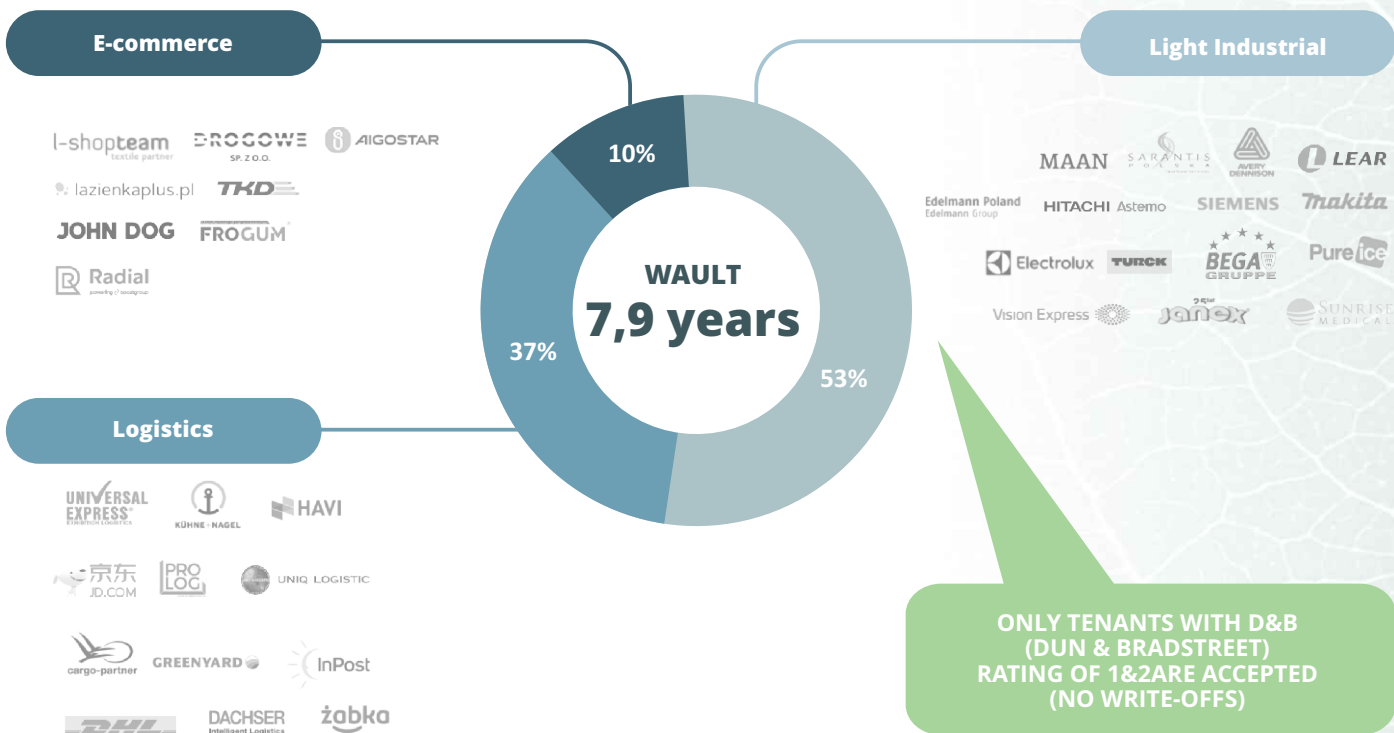 E-commerce
Light Industrial
l-shopteam
textile partner
DROGOWE
SP. Z O.O.
AIGOSTAR
lazienkaplus.pl
TKD
JOHN DOG
FROGUM
Radial
10%
37%
53%
WAULT
7,9 years
MAAN
SARANTIS
POLSKA
AVERY
DENNISON
LEAR
Edelmann Poland
Edelmann Group
HITACHI Astemo
SIEMENS
makita
Electrolux
TURCK
BEGA
GRUPPE
Pure ice
Vision Express
Janex
SUNRISE
MEDICAL
Logistics
UNIVERSAL
EXPRESS®
EXHIBITION LOGISTICS
KÜHNE+NAGEL
HAVI
京东
JD.COM
PRO
LOG
UNIQ LOGISTIC
cargo-partner
GREENYARD
InPost
DHL
DACHSER
Intelligent Logistics
żabka
ONLY TENANTS WITH D&B
(DUN & BRADSTREET)
RATING OF 1&2ARE ACCEPTED
(NO WRITE-OFFS)